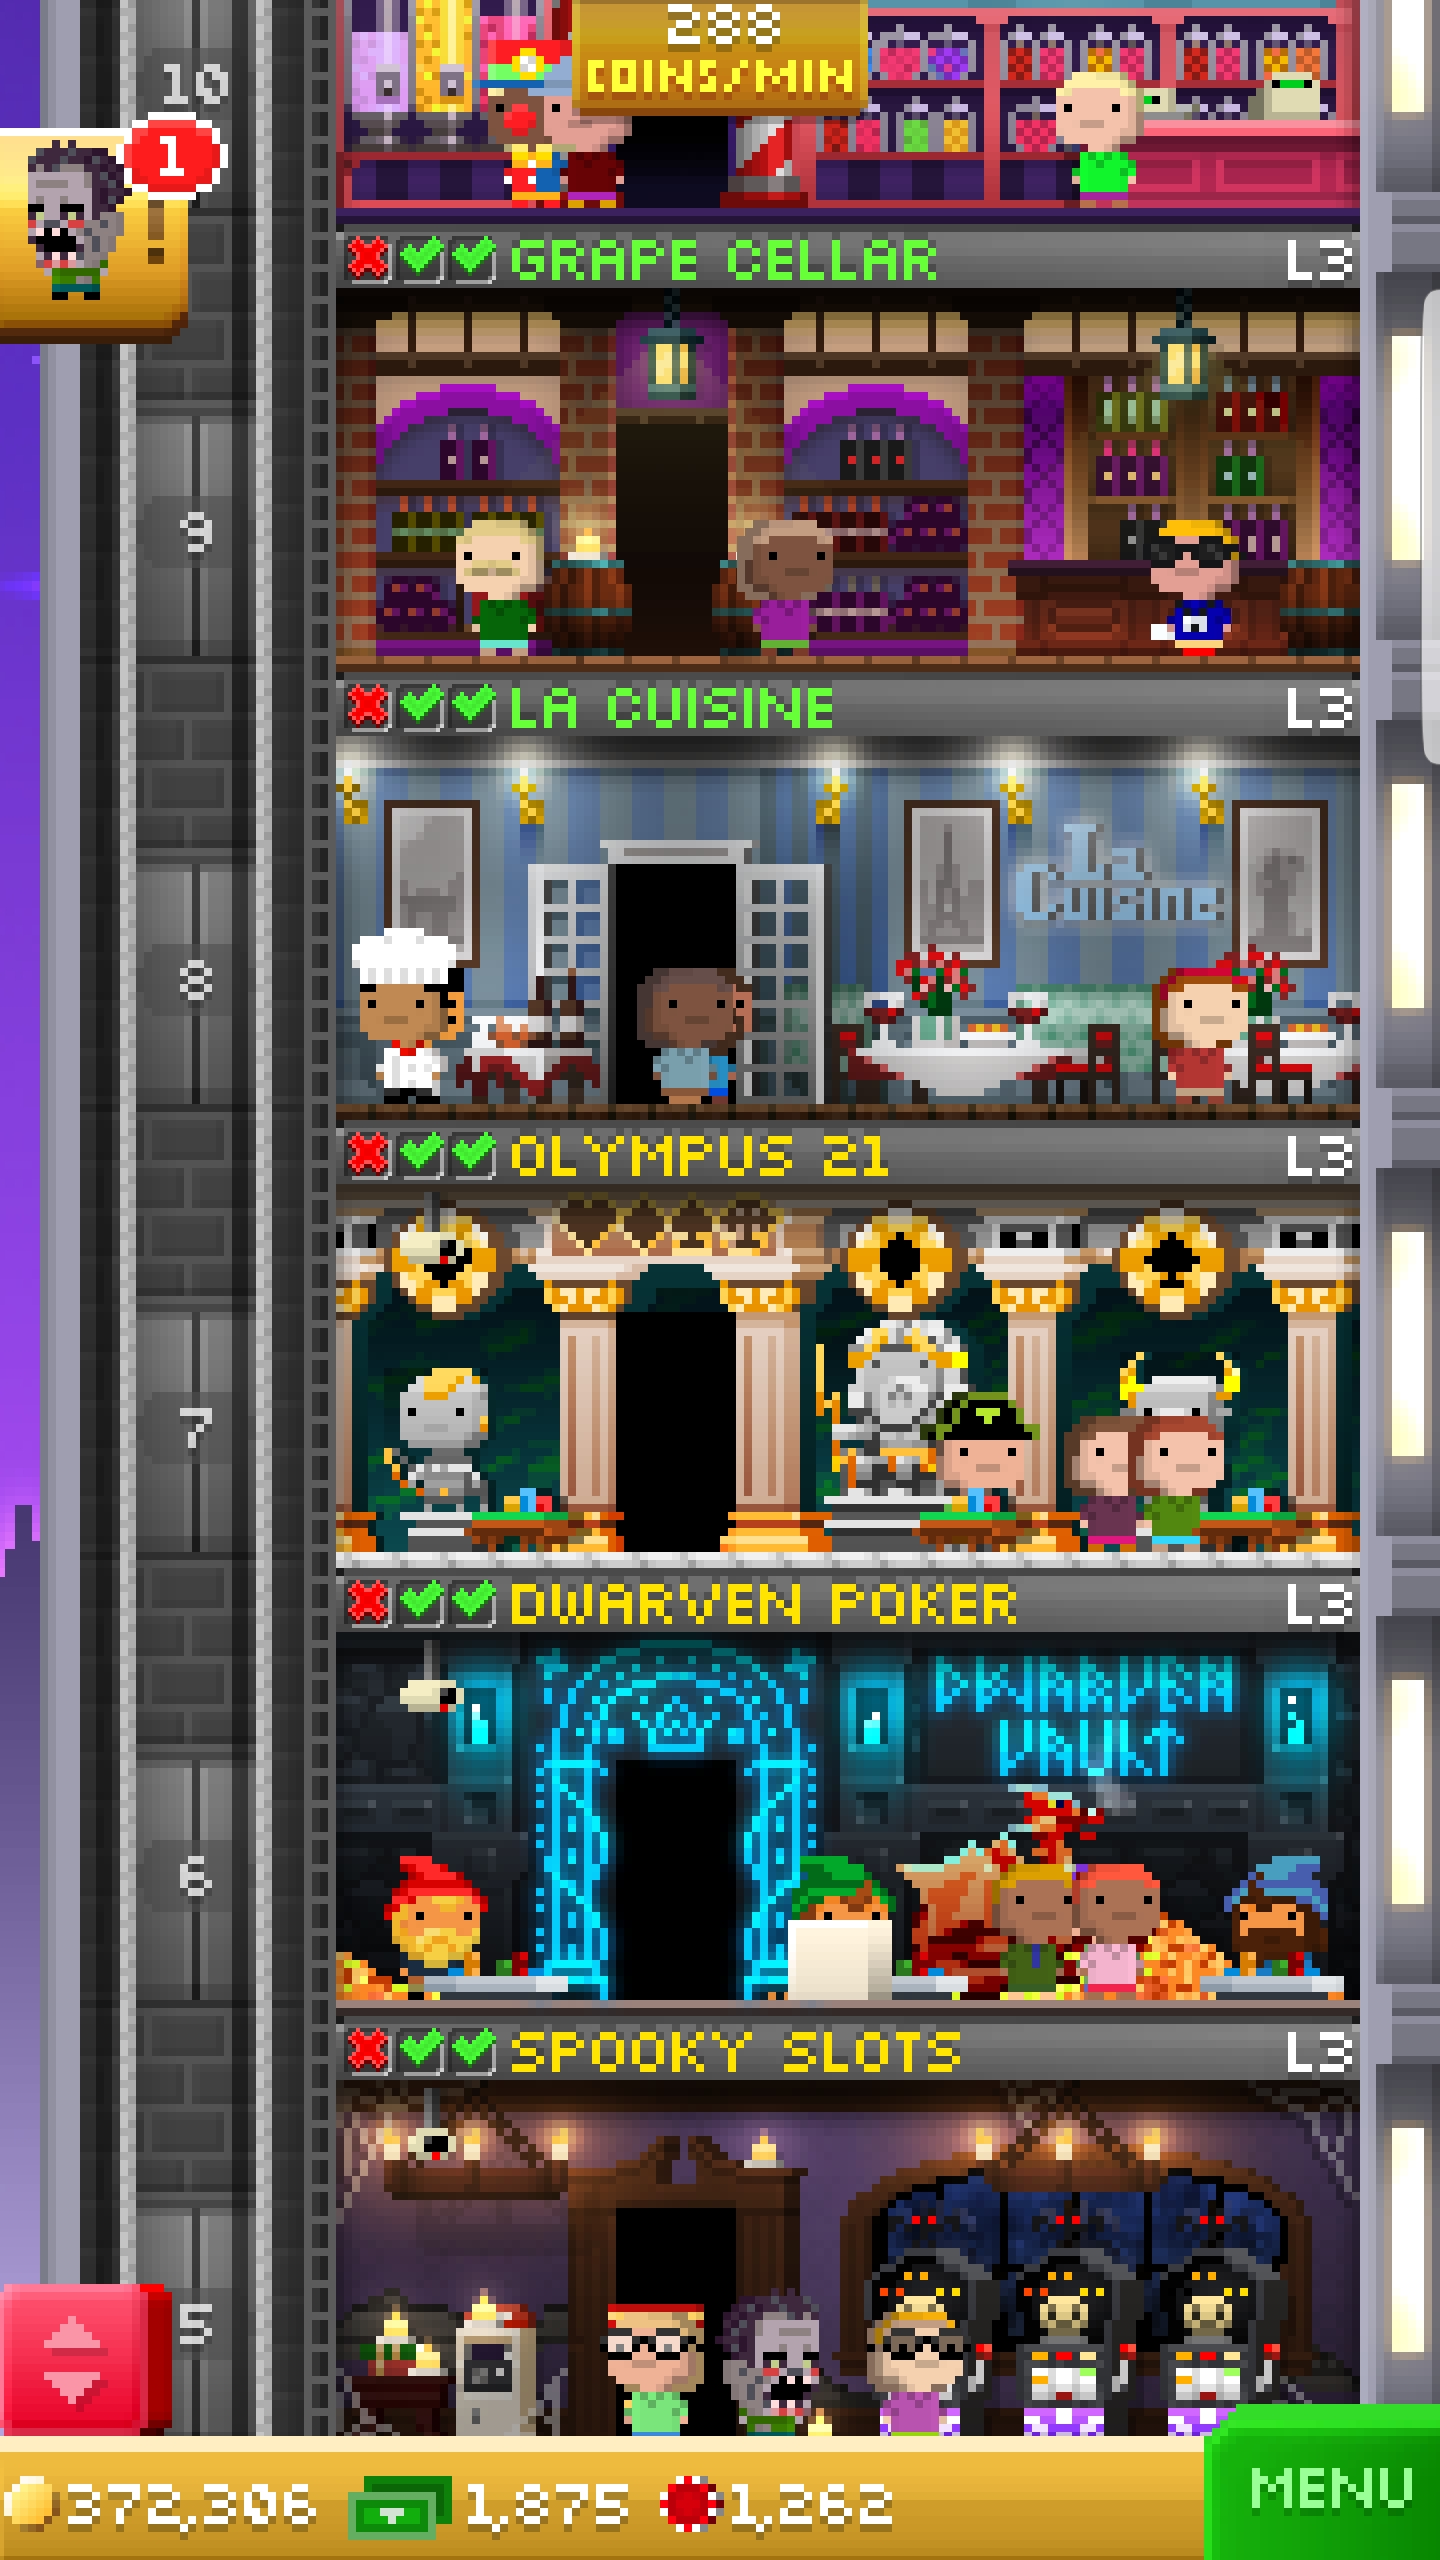 288
COINS/MIN
10
1
GRAPE CELLAR L3
9
LA CUISINE L3
La
Cuisine
8
OLYMPUS 21 L3
7
DWARVEN POKER L3
DWARVEN
VAULT
6
SPOOKY SLOTS L3
5
372,306 1,875 1,262
MENU